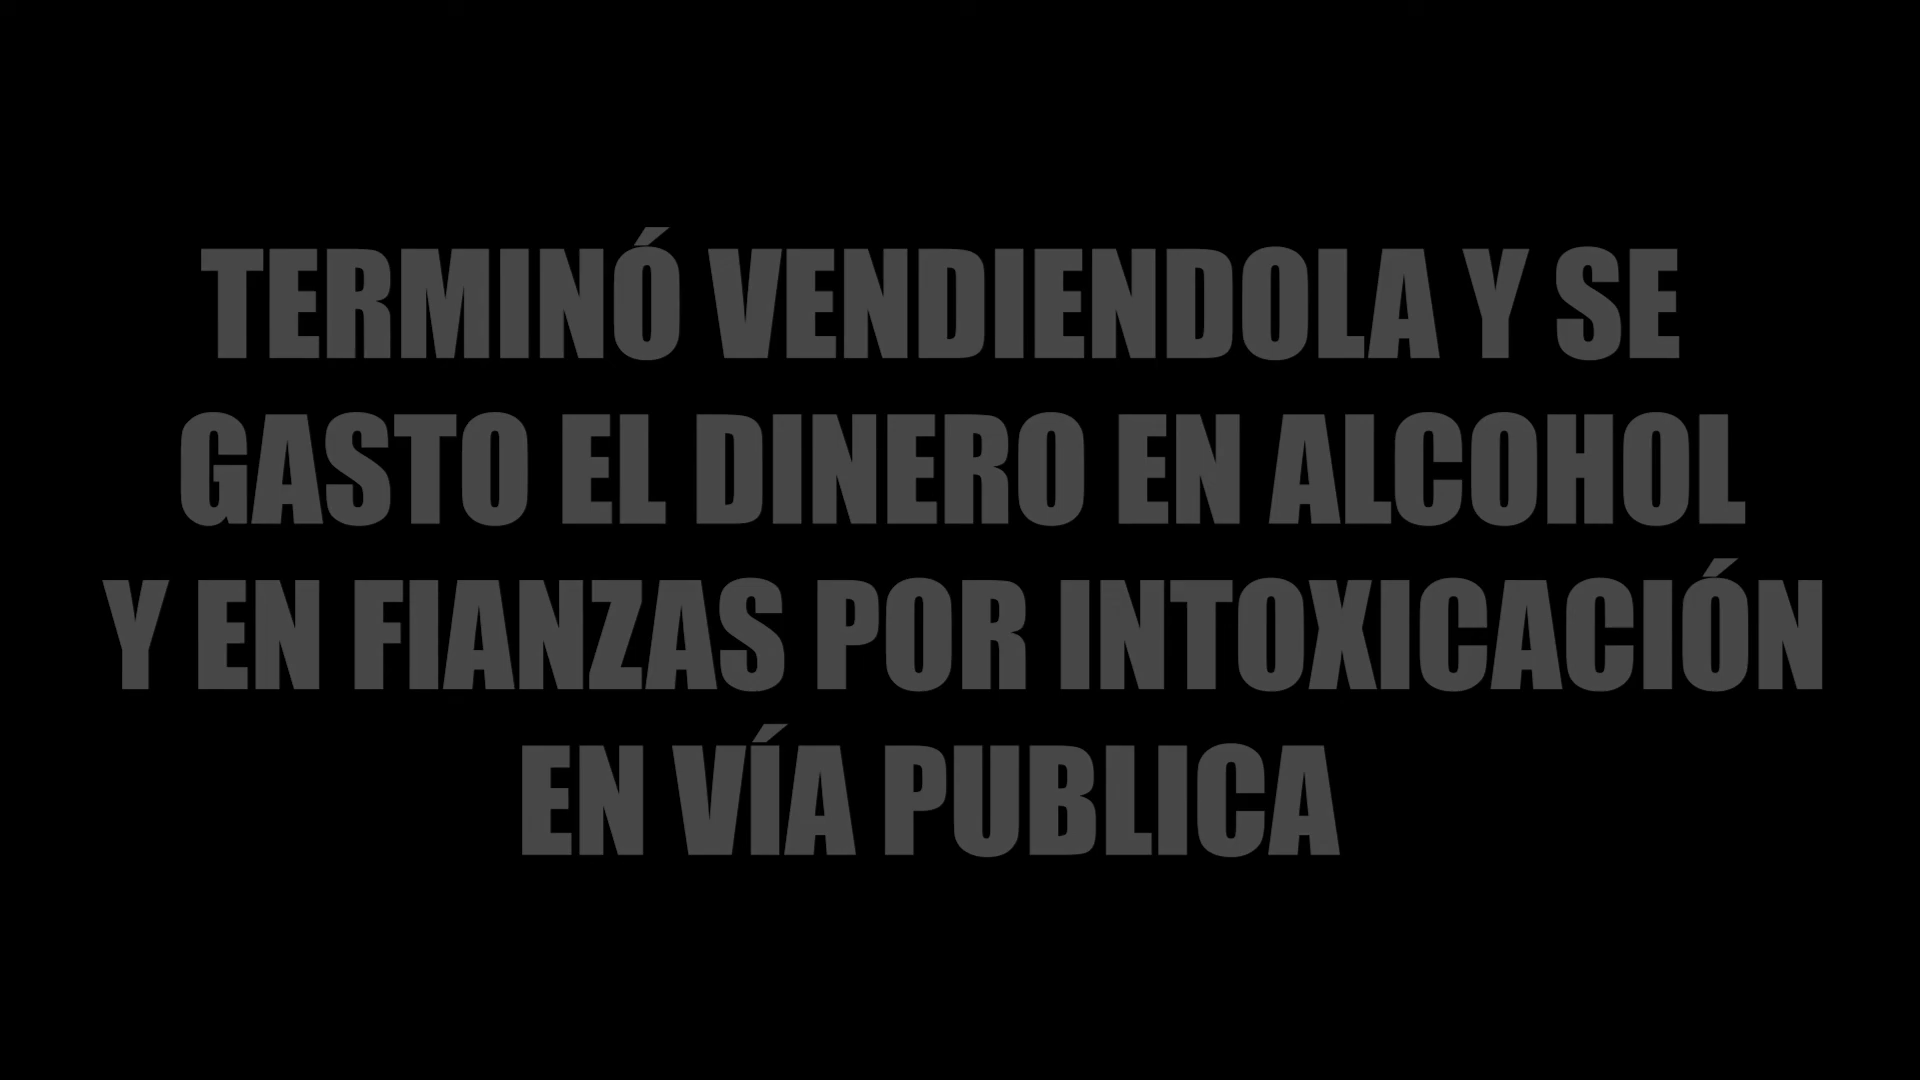 TERMINÓ VENDIENDOLA Y SE
GASTO EL DINERO EN ALCOHOL
Y EN FIANZAS POR INTOXICACIÓN
EN VÍA PUBLICA